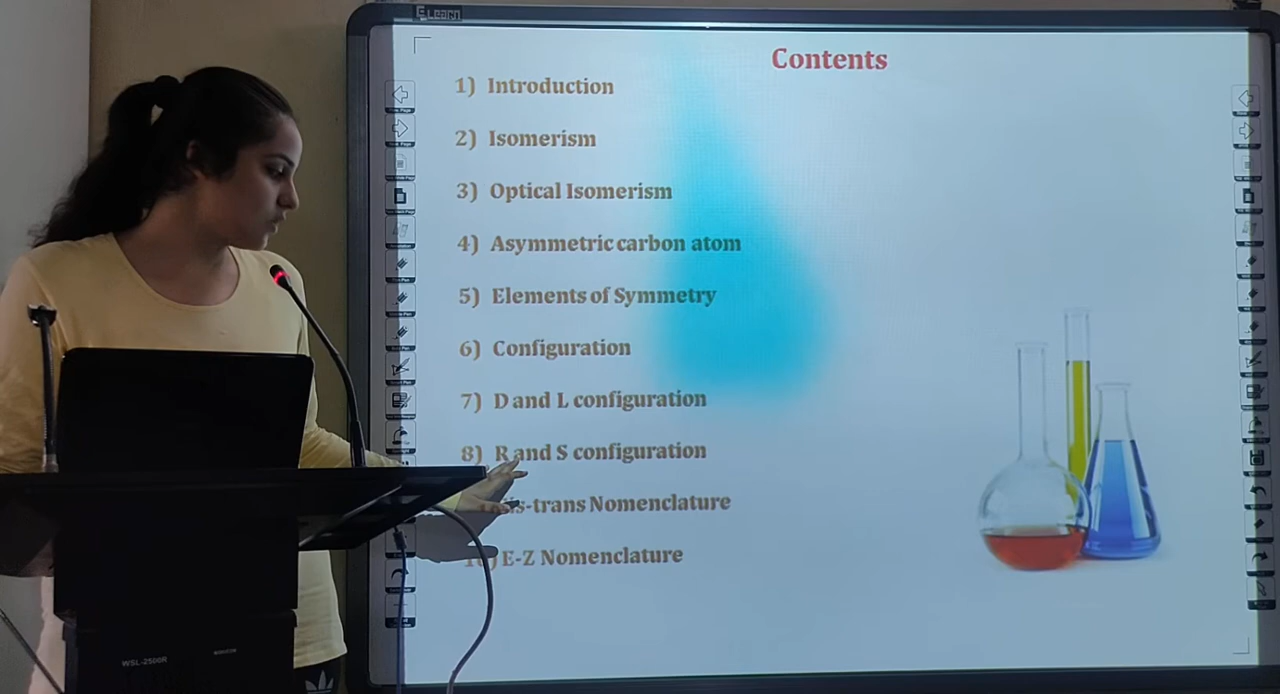 ELearn
Contents
1) Introduction
2) Isomerism
3) Optical Isomerism
4) Asymmetric carbon atom
5) Elements of Symmetry
6) Configuration
7) D and L configuration
8) R and S configuration
-trans Nomenclature
E-Z Nomenclature
WSL-2500R